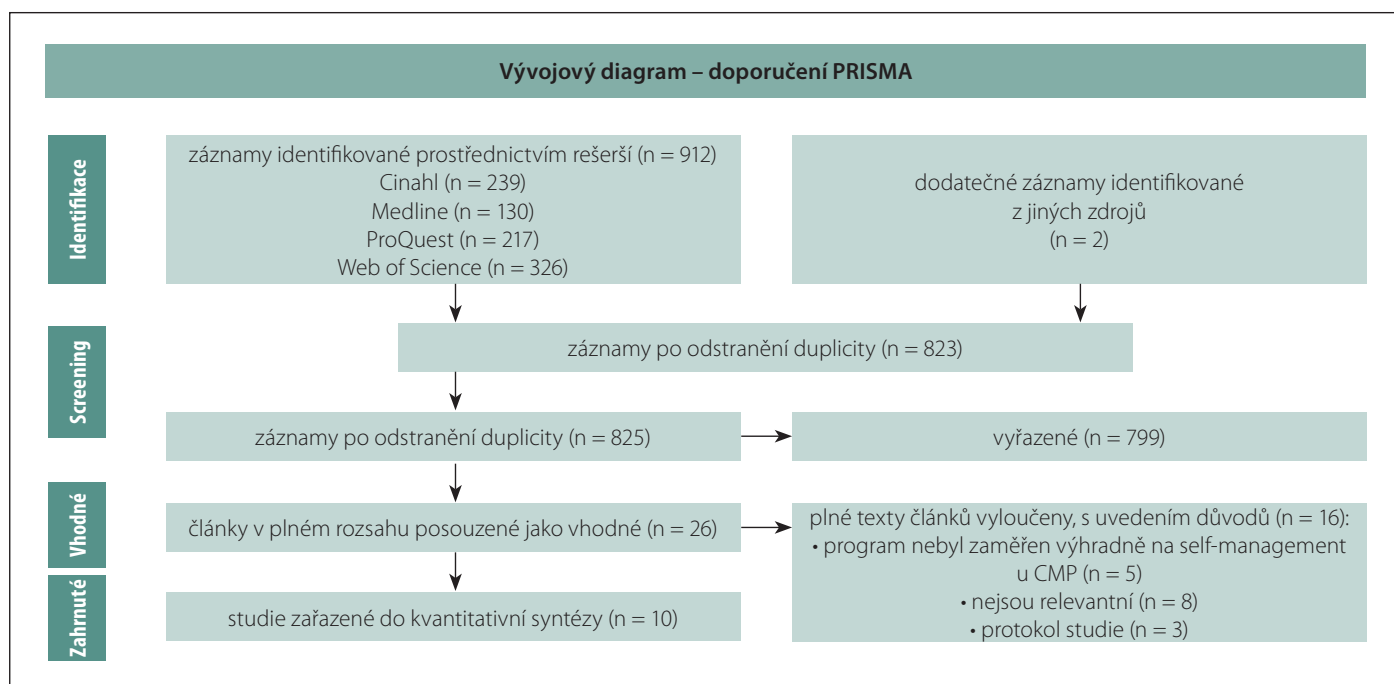 Vývojový diagram – doporučení PRISMA
Identifikace
záznamy identifikované prostřednictvím rešerší (n = 912)
Cinahl (n = 239)
Medline (n = 130)
ProQuest (n = 217)
Web of Science (n = 326)
dodatečné záznamy identifikované
z jiných zdrojů
(n = 2)
Screening
záznamy po odstranění duplicity (n = 823)
záznamy po odstranění duplicity (n = 825)
vyřazené (n = 799)
Vhodné
články v plném rozsahu posouzené jako vhodné (n = 26)
plné texty článků vyloučeny, s uvedením důvodů (n = 16):
• program nebyl zaměřen výhradně na self-management
u CMP (n = 5)
• nejsou relevantní (n = 8)
• protokol studie (n = 3)
Zahrnuté
studie zařazené do kvantitativní syntézy (n = 10)